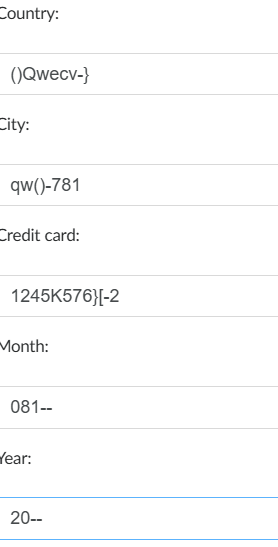 Country:
()Qwecv-}
City:
qw()-781
Credit card:
1245K576}[-2
Month:
081--
Year:
20--